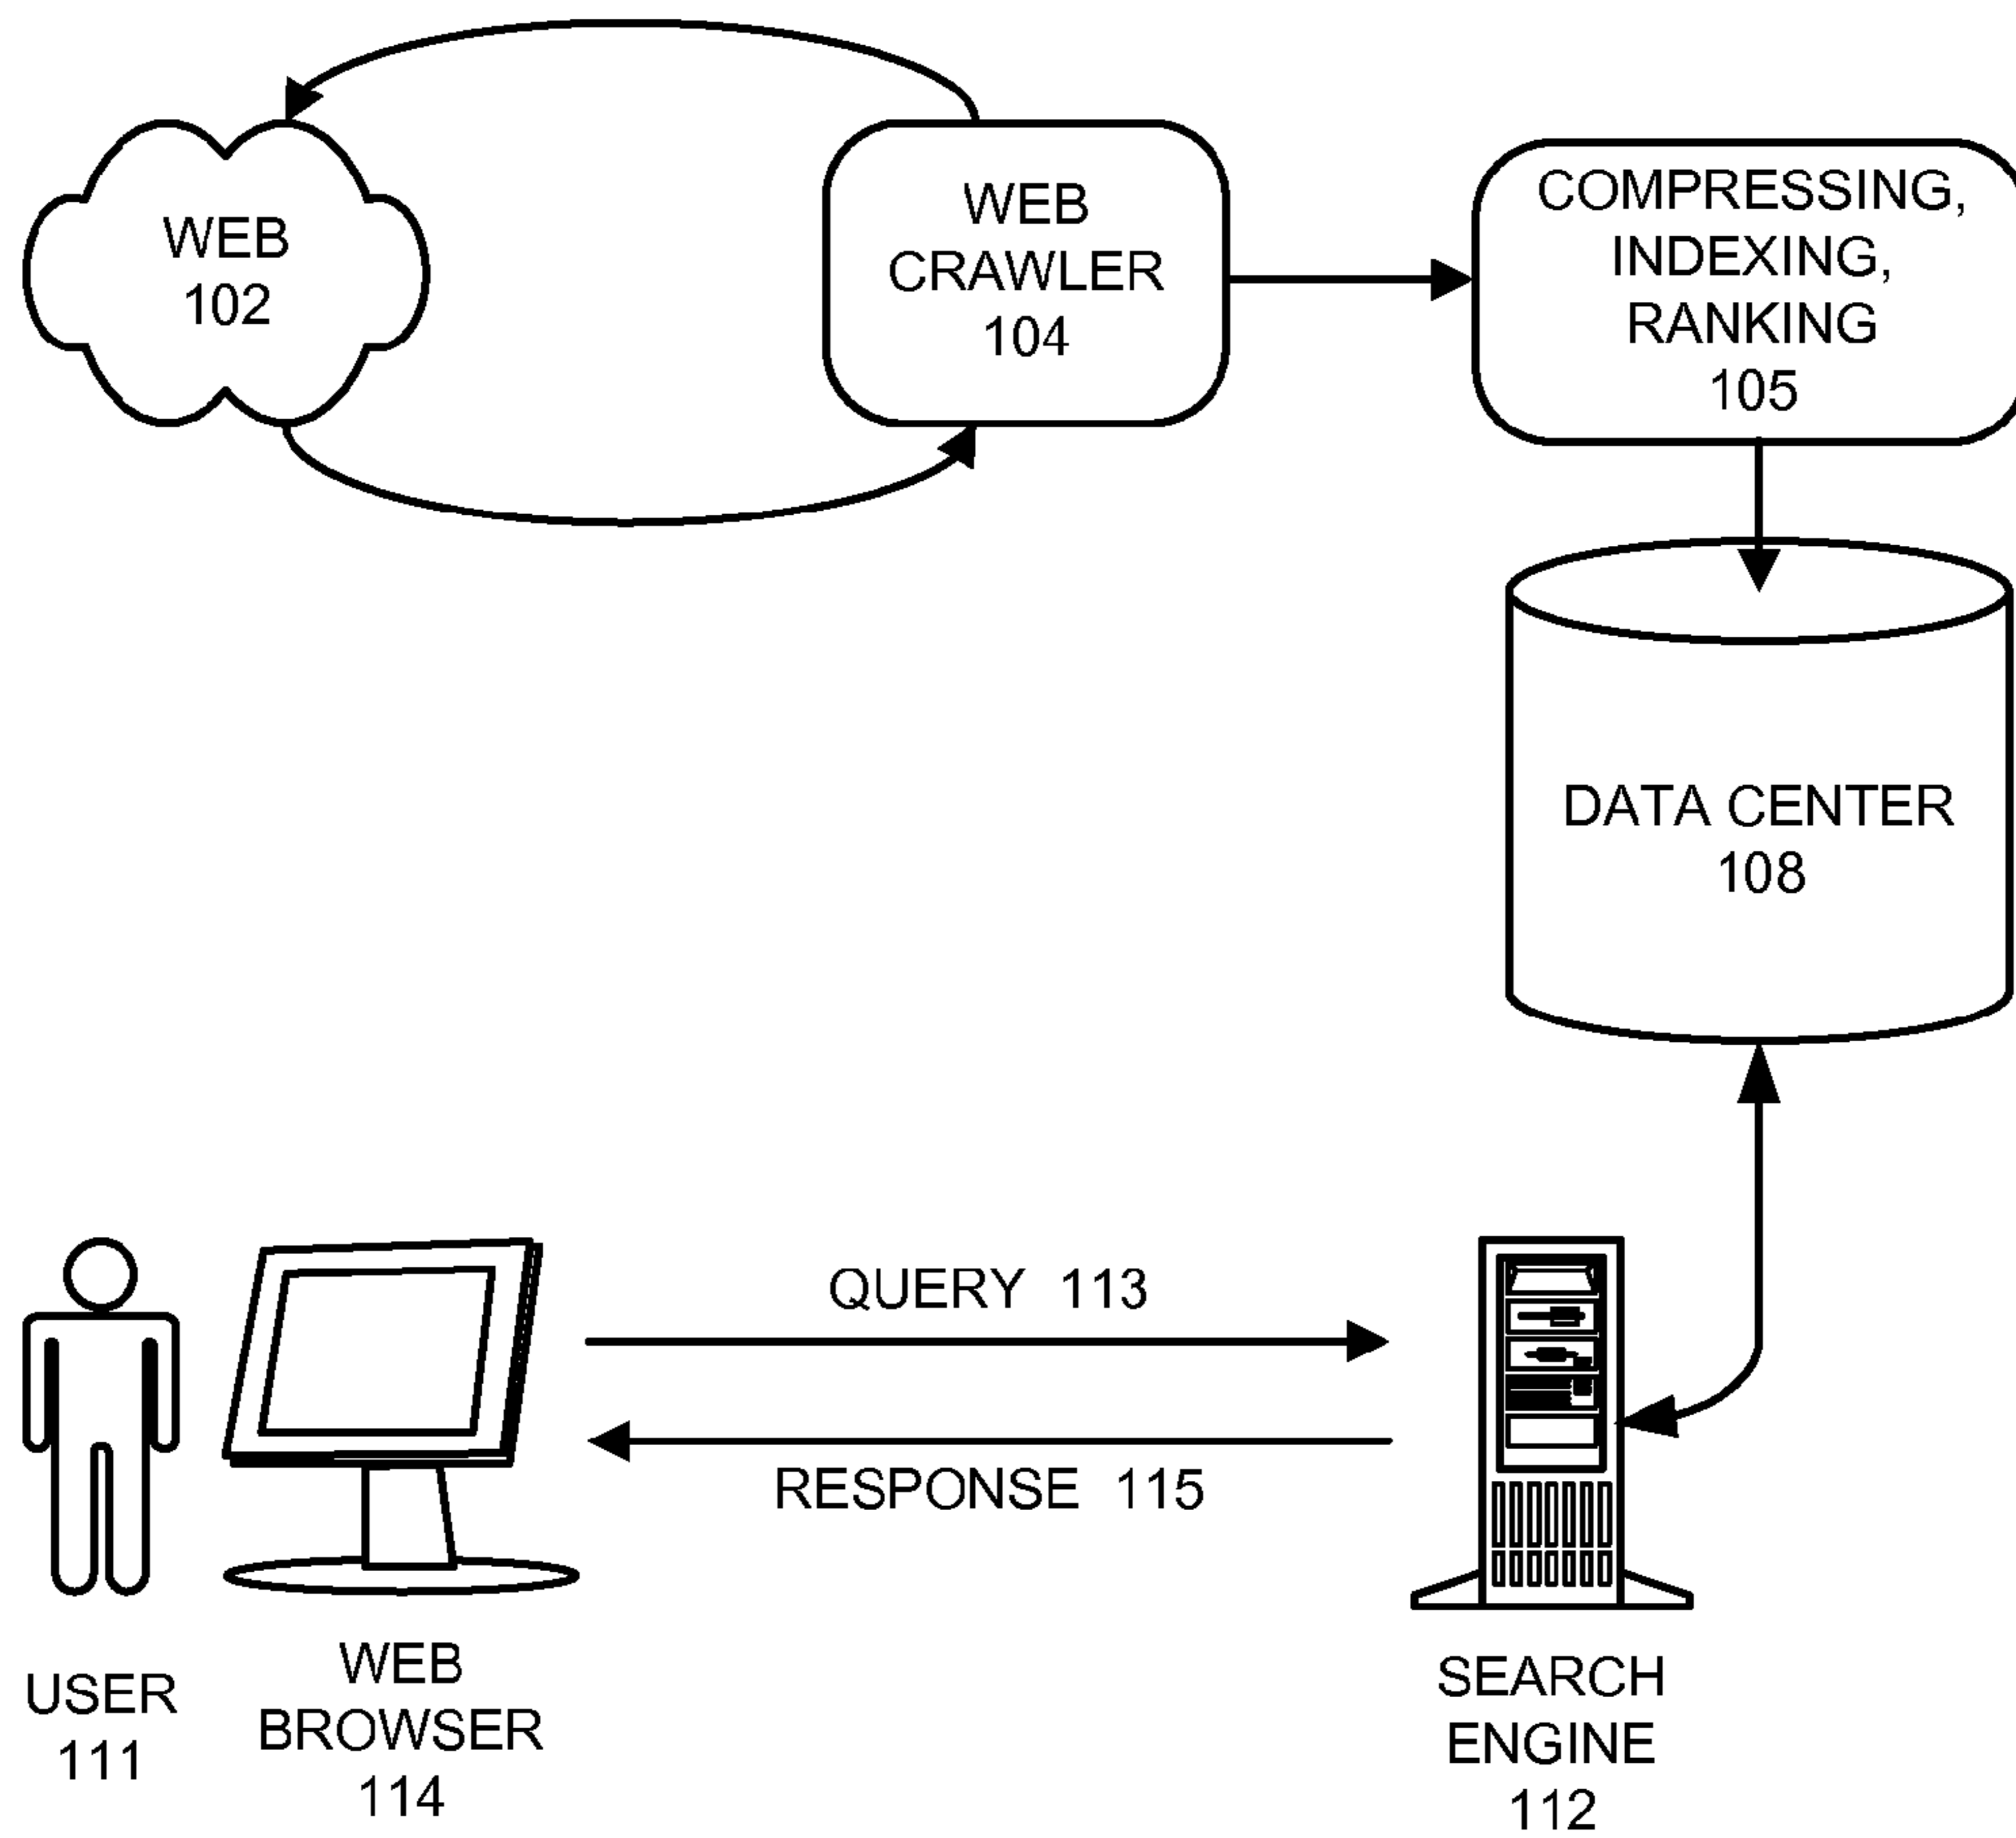 WEB
102
WEB
CRAWLER
104
COMPRESSING,
INDEXING,
RANKING
105
DATA CENTER
108
QUERY 113
RESPONSE 115
USER
111
WEB
BROWSER
114
SEARCH
ENGINE
112